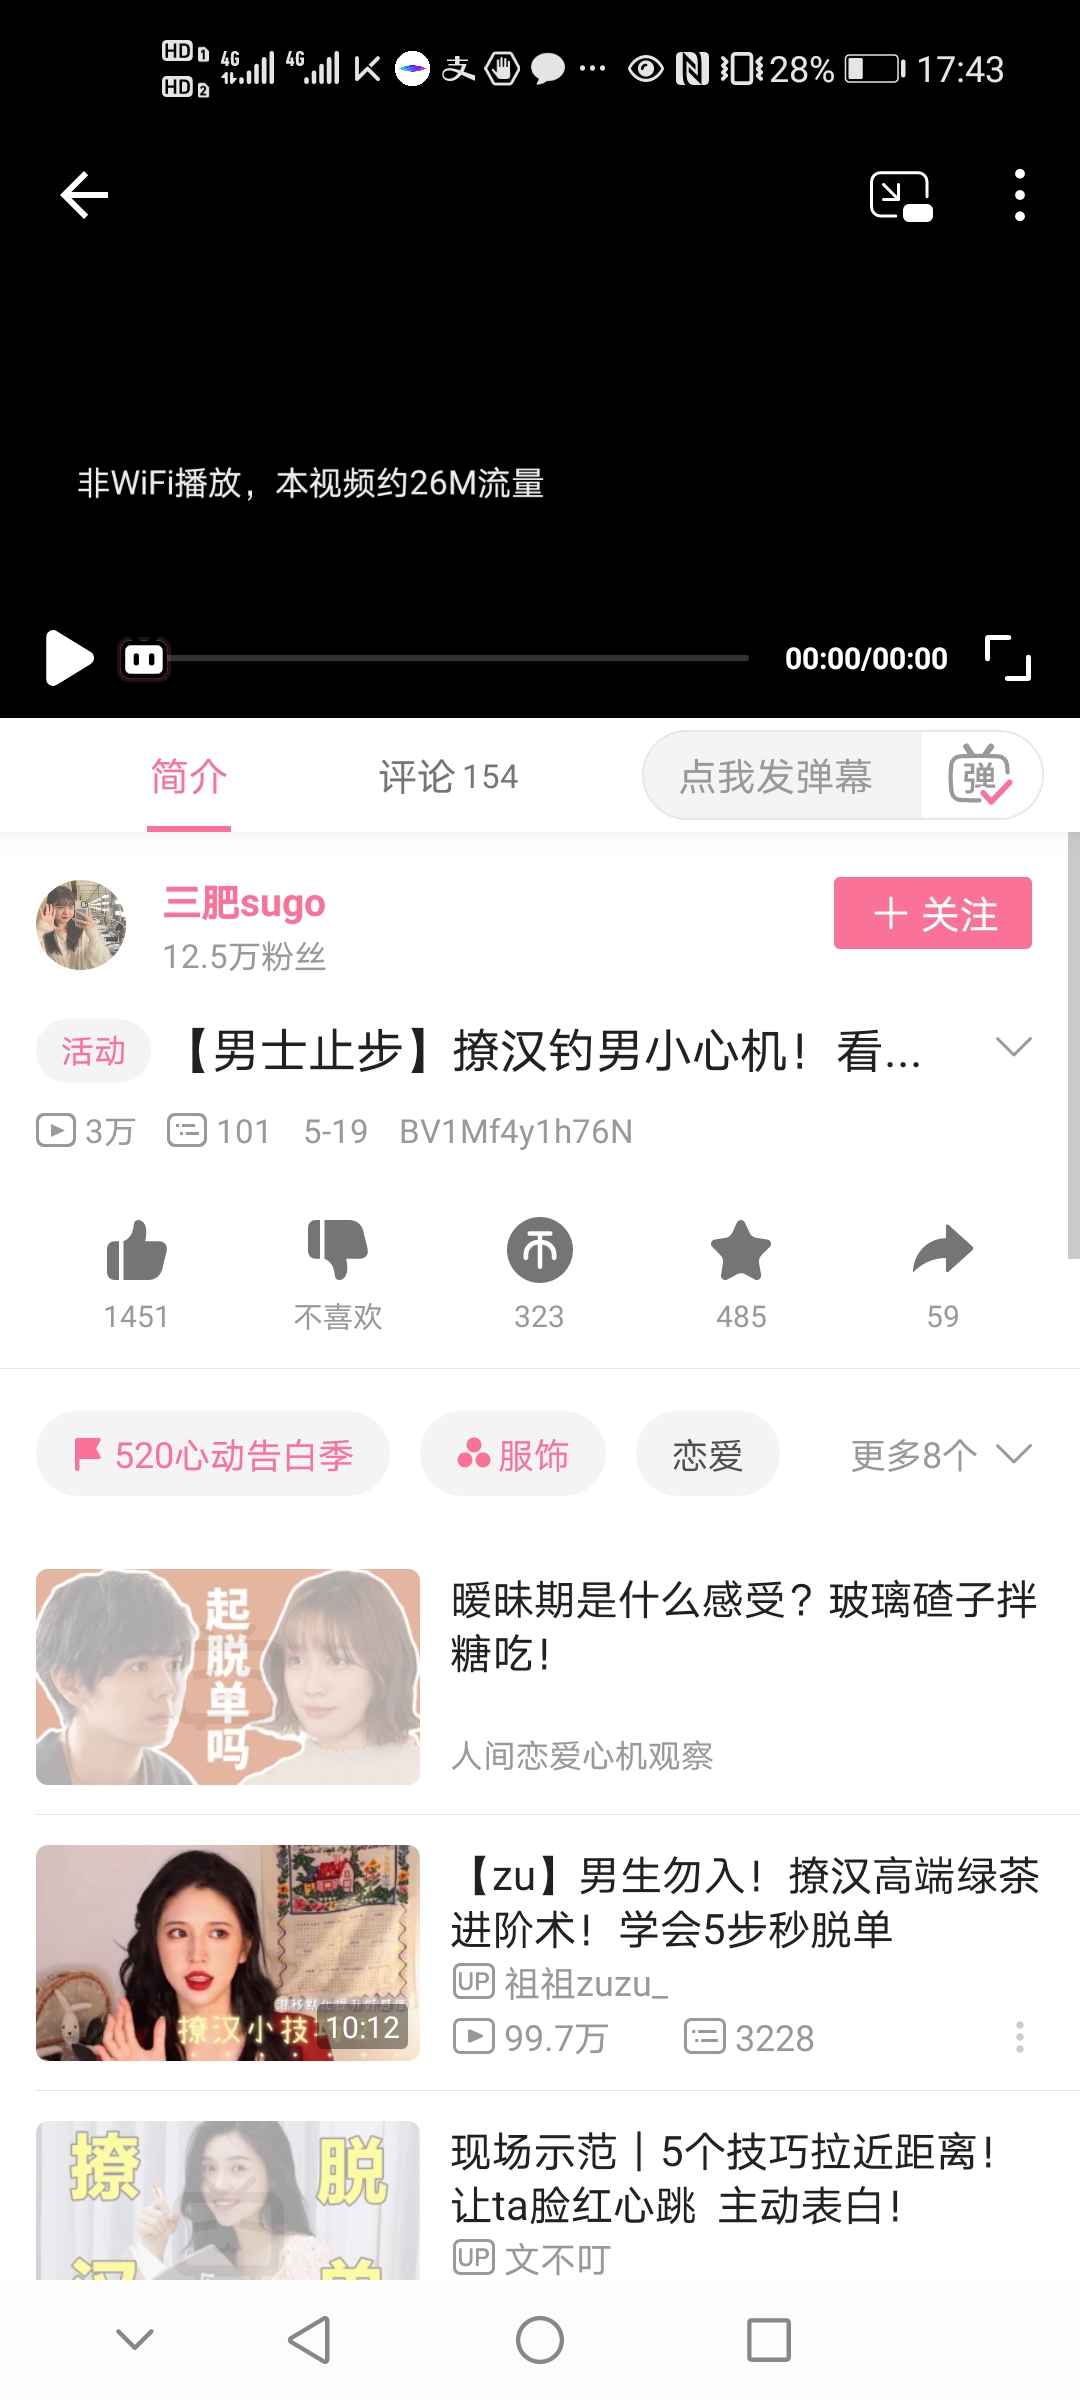 HD 1 4G 4G 28% 17:43
HD 2
非WiFi播放，本视频约26M流量
00:00/00:00
简介
评论 154
点我发弹幕
弹
三肥sugo
12.5万粉丝
关注
活动
【男士止步】撩汉钓男小心机！看...
3万
101
5-19
BV1Mf4y1h76N
1451
不喜欢
323
485
59
520心动告白季
服饰
恋爱
更多8个
起脱单吗
暧昧期是什么感受？玻璃碴子拌
糖吃！
人间恋爱心机观察
撩汉小技
10:12
【zu】男生勿入！撩汉高端绿茶
进阶术！学会5步秒脱单
UP 祖祖zuzu_
99.7万
3228
撩
脱
现场示范｜5个技巧拉近距离！
让ta脸红心跳 主动表白！
UP 文不叮